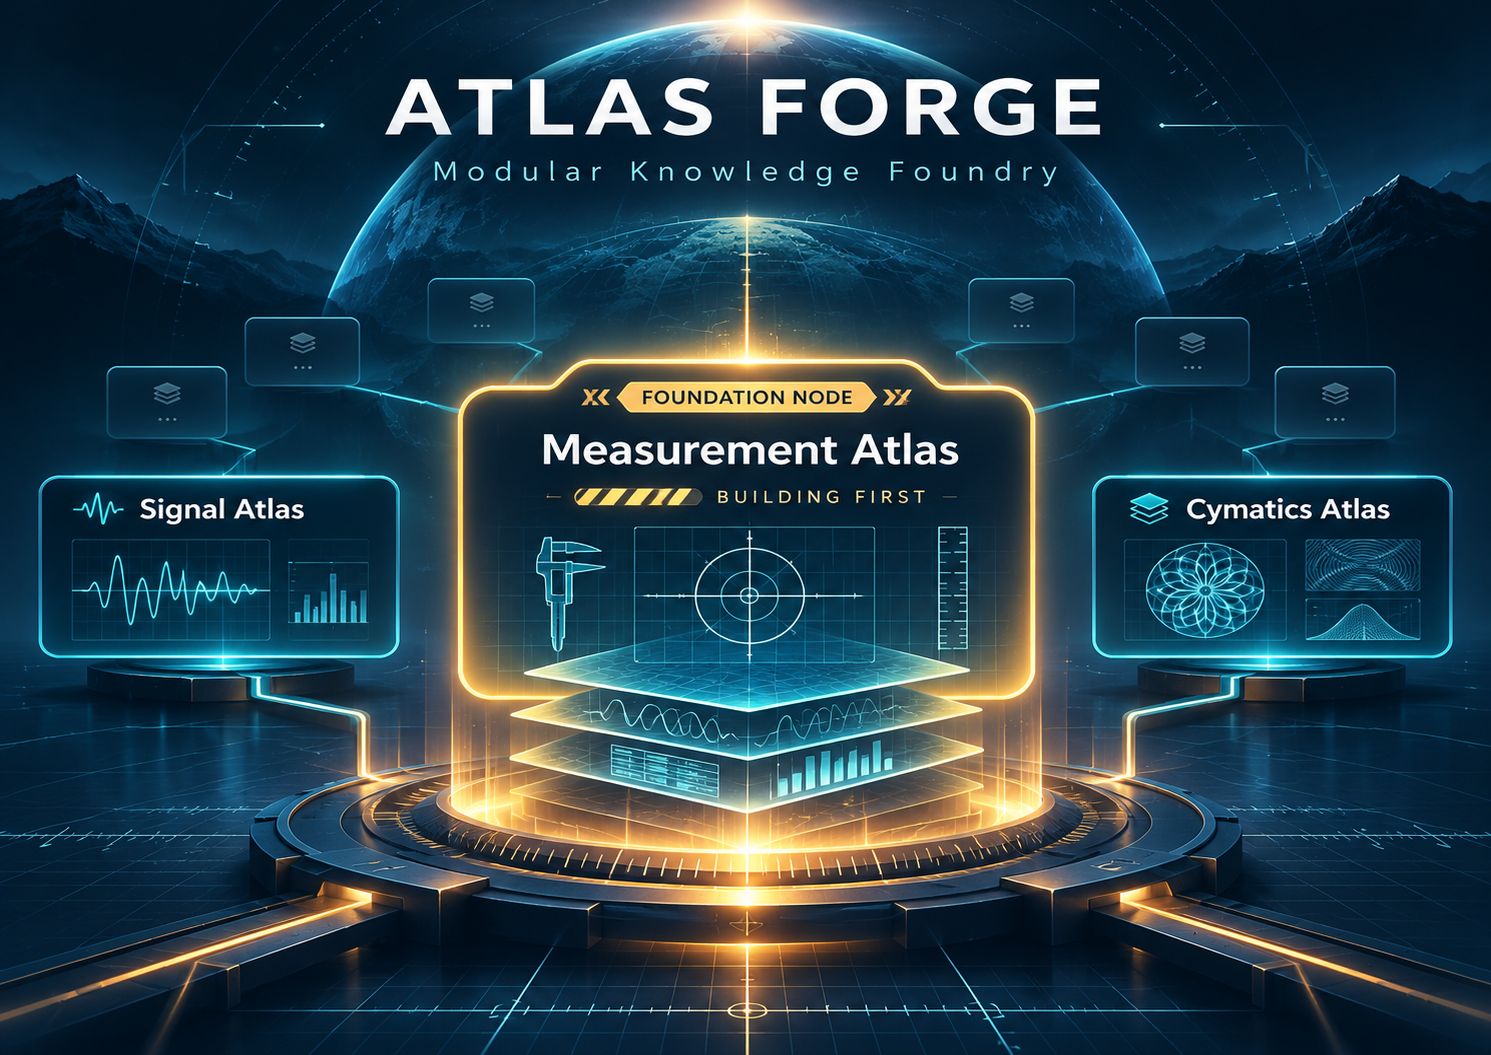 ATLAS FORGE
Modular Knowledge Foundry
FOUNDATION NODE
Measurement Atlas
BUILDING FIRST
Signal Atlas
Cymatics Atlas